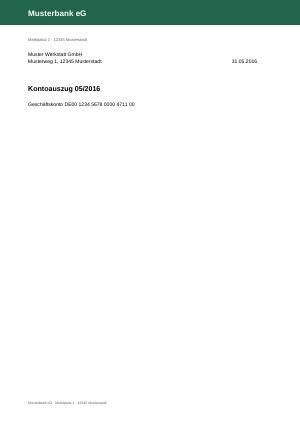 Musterbank eG
Marktplatz 1 · 12345 Musterstadt
Muster Werkstatt GmbH
Musterweg 1, 12345 Musterstadt
31.05.2016
Kontoauszug 05/2016
Geschäftskonto DE00 1234 5678 0000 4711 00
Musterbank eG · Marktplatz 1 · 12345 Musterstadt